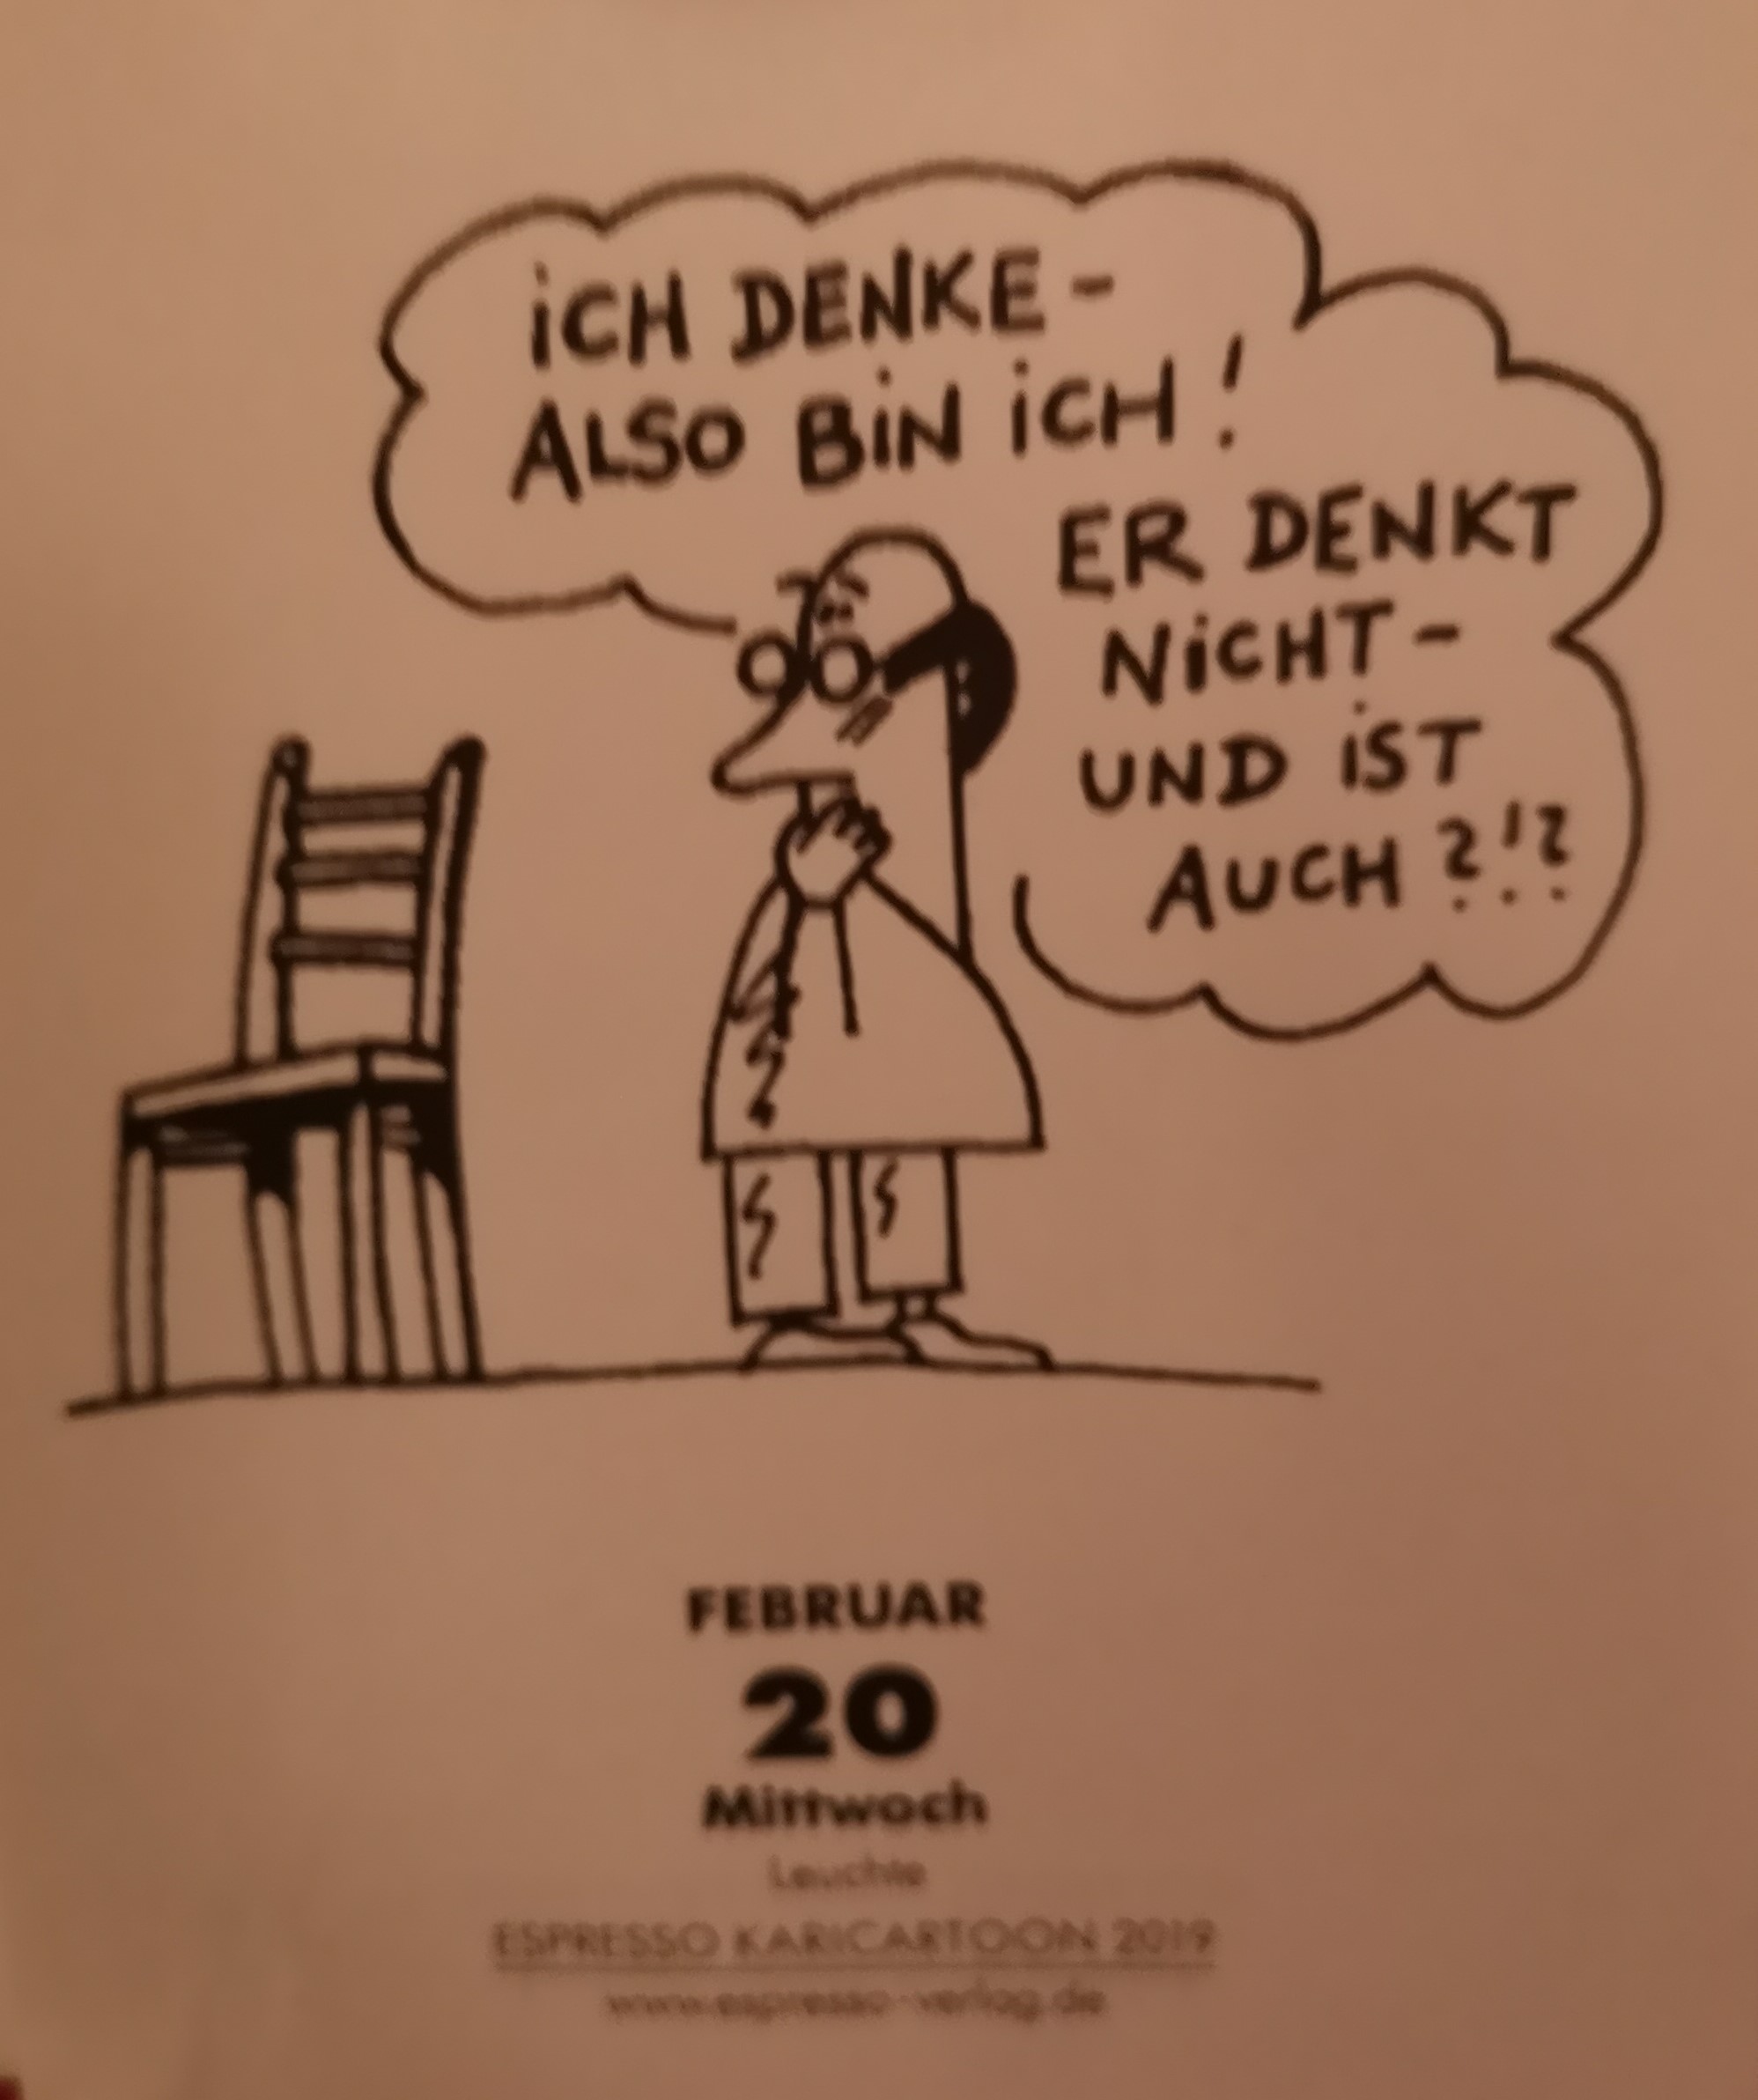 iCH DENKE -
ALSO BiN iCH !
ER DENKT
NiCHT -
UND iST
AUCH ?!?
FEBRUAR
20
Mittwoch
Leuchte
ESPRESSO KARICARTOON 2019
www.espresso-verlag.de